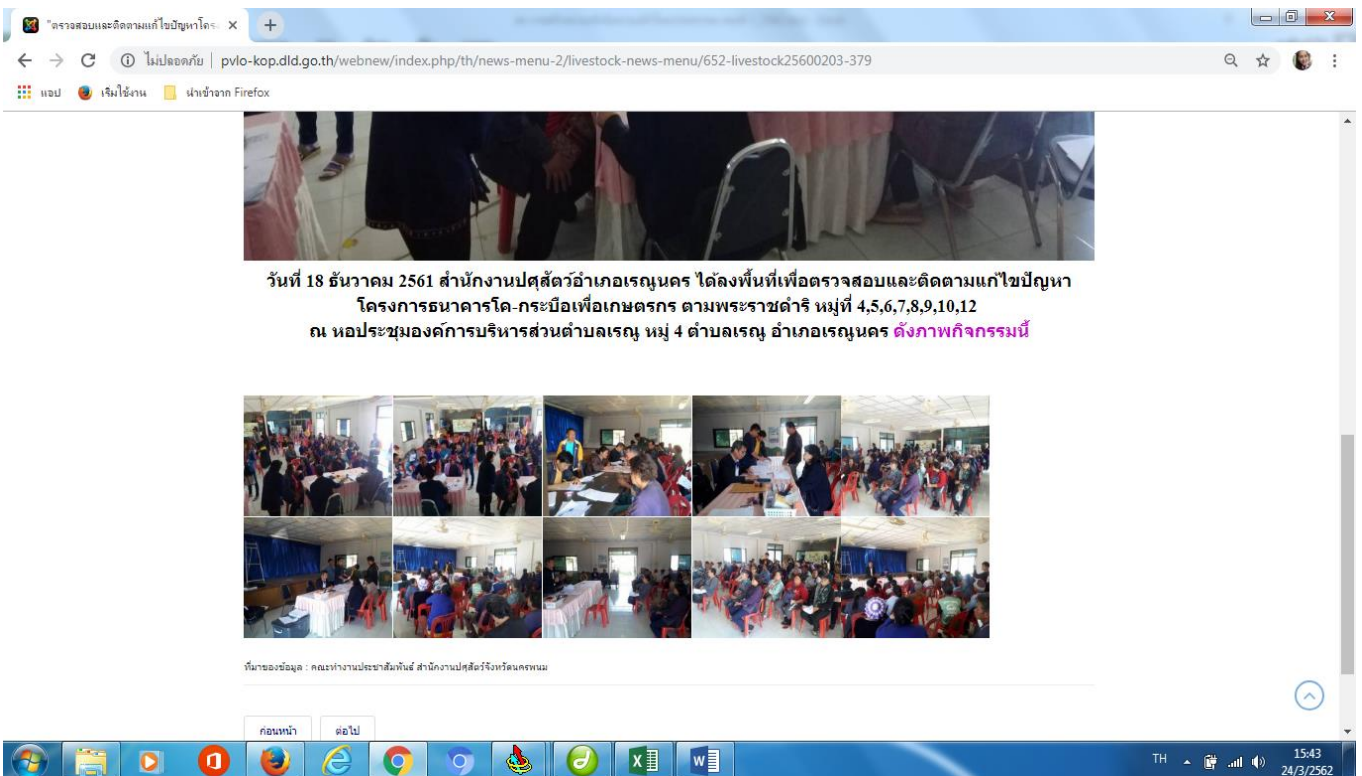 "ตรวจสอบและติดตามแก้ไขปัญหาโคร
ไม่ปลอดภัย | pvlo-kop.dld.go.th/webnew/index.php/th/news-menu-2/livestock-news-menu/652-livestock25600203-379
แอป เริ่มใช้งาน นำเข้าจาก Firefox
วันที่ 18 ธันวาคม 2561 สำนักงานปศุสัตว์อำเภอเรณูนคร ได้ลงพื้นที่เพื่อตรวจสอบและติดตามแก้ไขปัญหา
โครงการธนาคารโค-กระบือเพื่อเกษตรกร ตามพระราชดำริ หมู่ที่ 4,5,6,7,8,9,10,12
ณ หอประชุมองค์การบริหารส่วนตำบลเรณู หมู่ 4 ตำบลเรณู อำเภอเรณูนคร ดังภาพกิจกรรมนี้
ที่มาของข้อมูล : คณะทำงานประชาสัมพันธ์ สำนักงานปศุสัตว์จังหวัดนครพนม
ก่อนหน้า ต่อไป
TH 15:43
24/3/2562